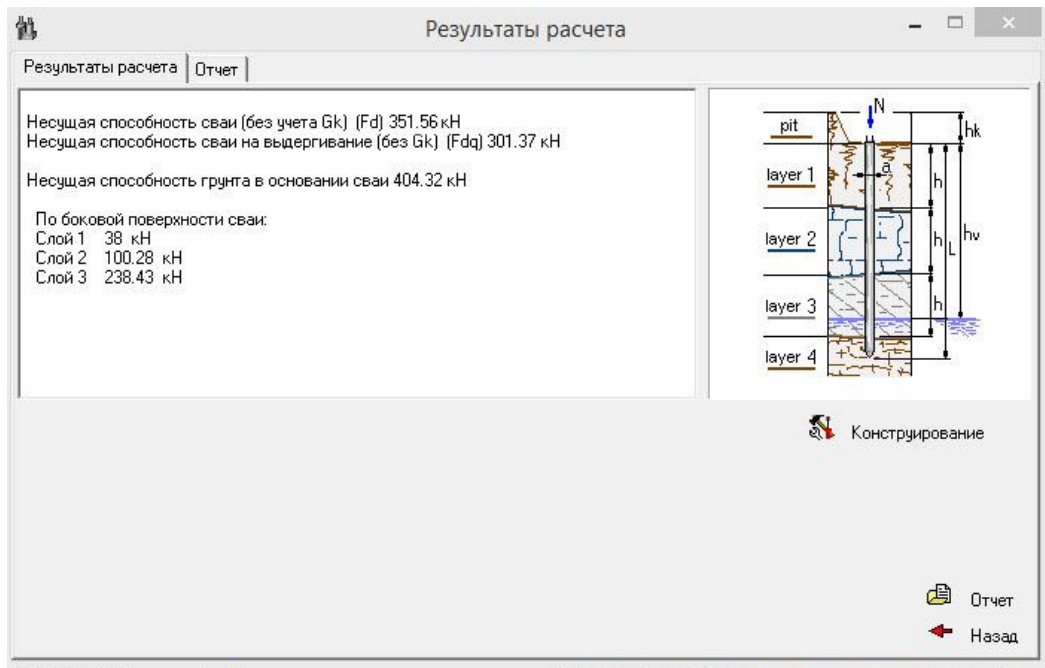 Результаты расчета
Результаты расчета Отчет
Несущая способность сваи (без учета Gk) (Fd) 351.56 кН
Несущая способность сваи на выдергивание (без Gk) (Fdq) 301.37 кН
Несущая способность грунта в основании сваи 404.32 кН
По боковой поверхности сваи:
Слой 1 38 кН
Слой 2 100.28 кН
Слой 3 238.43 кН
N
pit
hk
layer 1
a
h
layer 2
h
L
hv
layer 3
h
layer 4
Конструирование
Отчет
Назад